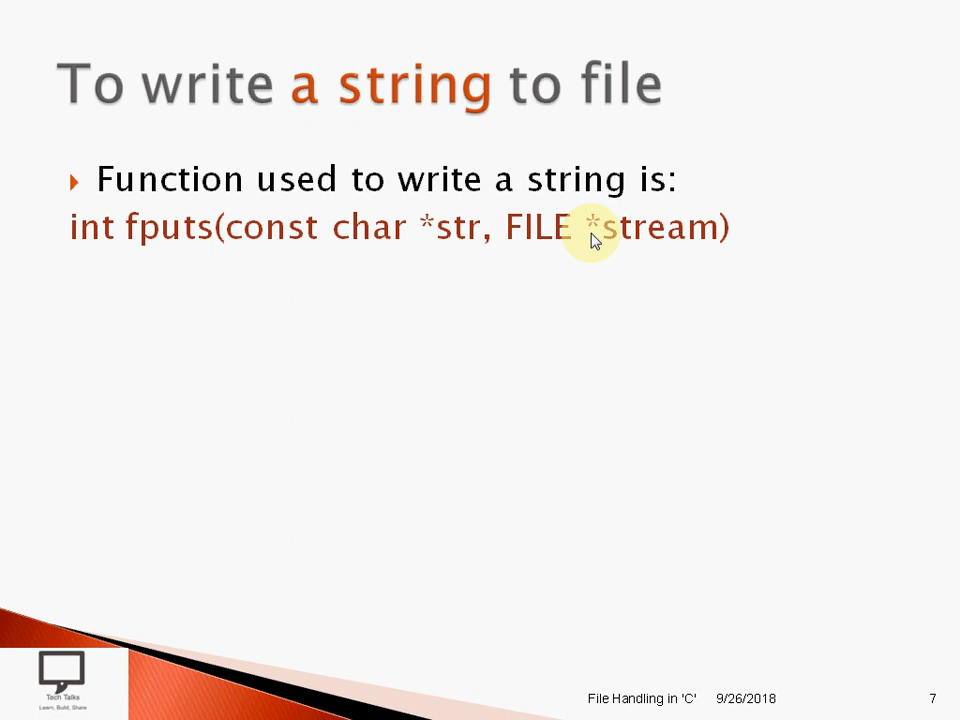 To write a string to file
Function used to write a string is:
int fputs(const char *str, FILE *stream)
Tech Talks
Learn, Build, Share
File Handling in 'C' 9/26/2018 7